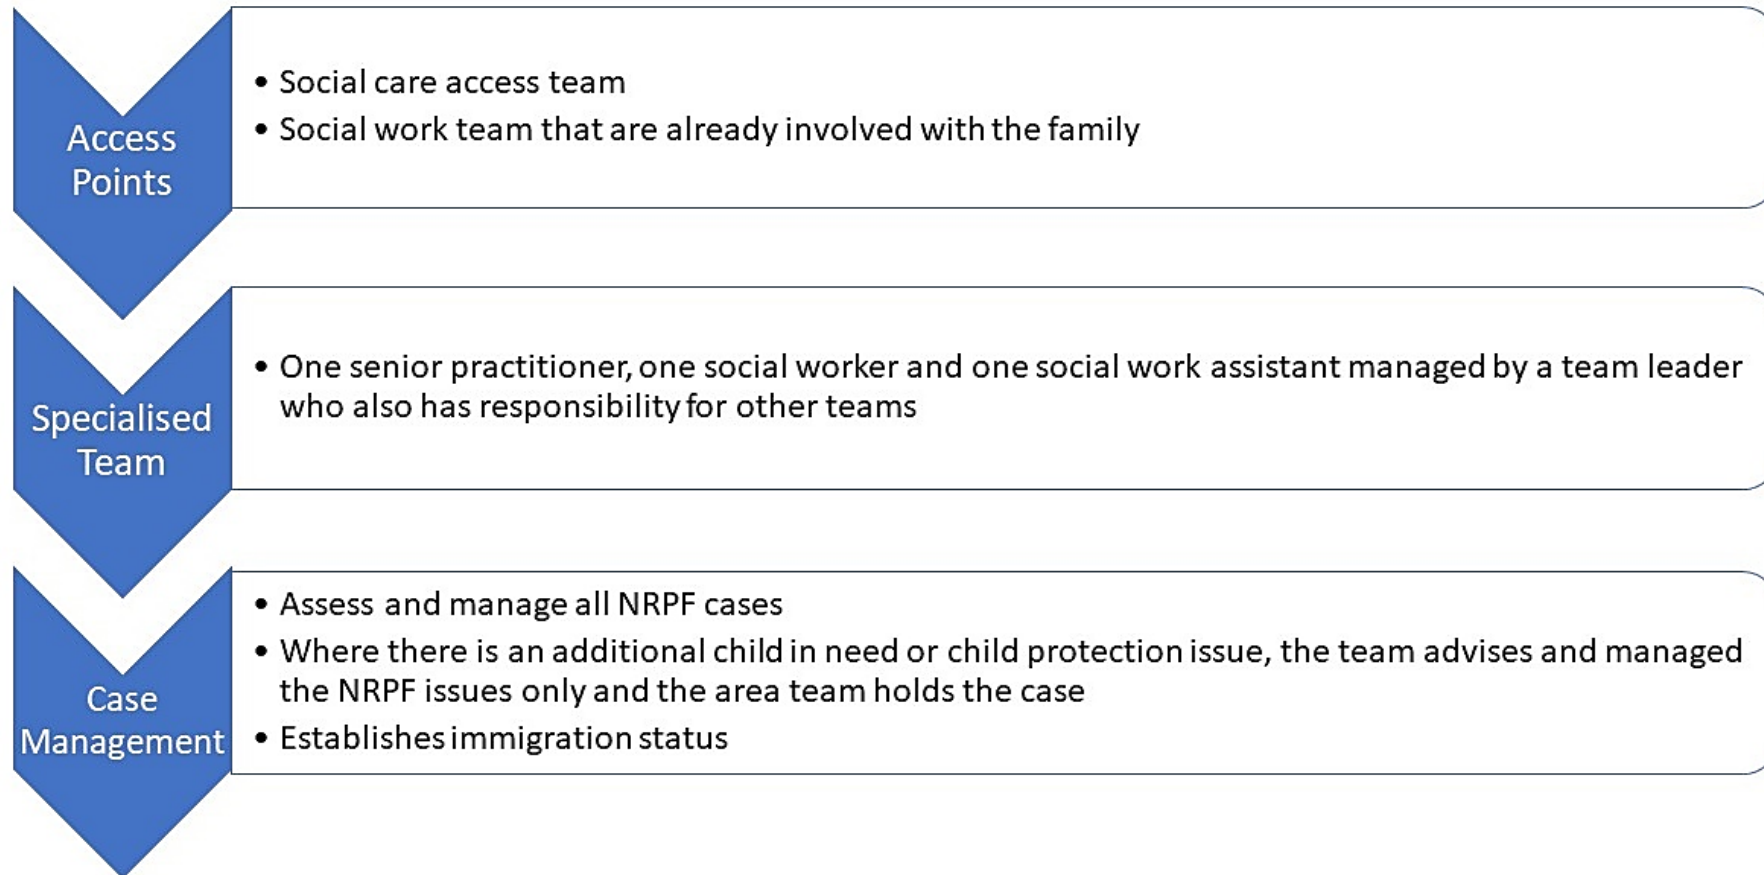 Access
Points
• Social care access team
• Social work team that are already involved with the family
Specialised
Team
• One senior practitioner, one social worker and one social work assistant managed by a team leader
who also has responsibility for other teams
Case
Management
• Assess and manage all NRPF cases
• Where there is an additional child in need or child protection issue, the team advises and managed
the NRPF issues only and the area team holds the case
• Establishes immigration status